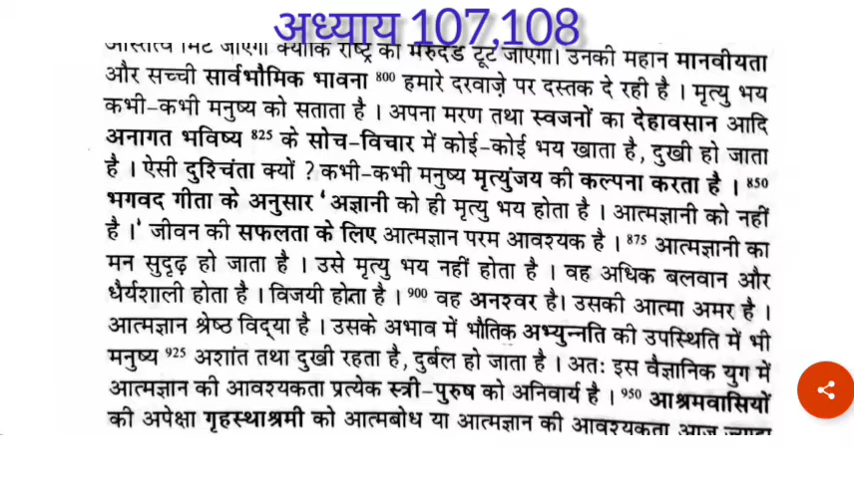 अध्याय 107,108
अस्तित्व मिट जाएगा क्योंकि राष्ट्र का मेरुदंड टूट जाएगा। उनकी महान मानवीयता
और सच्ची सार्वभौमिक भावना 800 हमारे दरवाज़े पर दस्तक दे रही है । मृत्यु भय
कभी-कभी मनुष्य को सताता है । अपना मरण तथा स्वजनों का देहावसान आदि
अनागत भविष्य 825 के सोच-विचार में कोई-कोई भय खाता है, दुखी हो जाता
है । ऐसी दुश्चिंता क्यों ? कभी-कभी मनुष्य मृत्युंजय की कल्पना करता है । 850
भगवद गीता के अनुसार ‘अज्ञानी को ही मृत्यु भय होता है । आत्मज्ञानी को नहीं
है ।’ जीवन की सफलता के लिए आत्मज्ञान परम आवश्यक है । 875 आत्मज्ञानी का
मन सुदृढ़ हो जाता है । उसे मृत्यु भय नहीं होता है । वह अधिक बलवान और
धैर्यशाली होता है । विजयी होता है । 900 वह अनश्वर है। उसकी आत्मा अमर है ।
आत्मज्ञान श्रेष्ठ विद्या है । उसके अभाव में भौतिक अभ्युन्नति की उपस्थिति में भी
मनुष्य 925 अशांत तथा दुखी रहता है, दुर्बल हो जाता है । अतः इस वैज्ञानिक युग में
आत्मज्ञान की आवश्यकता प्रत्येक स्त्री-पुरुष को अनिवार्य है । 950 आश्रमवासियों
की अपेक्षा गृहस्थाश्रमी को आत्मबोध या आत्मज्ञान की आवश्यकता आज ज्यादा